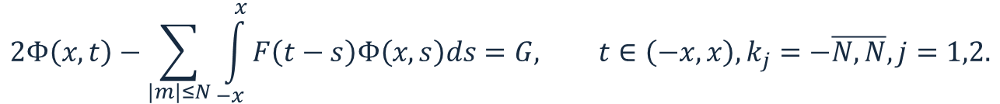 2Φ(x,t) − ∑_{|m|≤N} ∫_{−x}^{x} F(t − s)Φ(x,s)ds = G, t ∈ (−x,x), k_j = −\overline{N,N}, j = 1,2.